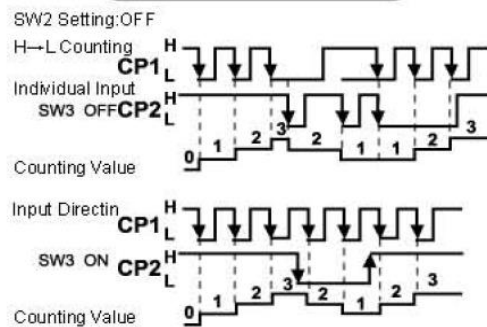 SW2 Setting:OFF
H→L Counting
CP1 H
L
Individual Input
SW3 OFF CP2 H
L
Counting Value 0 1 2 3 2 1 1 2 3
Input Directin
CP1 H
L
SW3 ON CP2 H
L
Counting Value 0 1 2 3 2 1 2 3